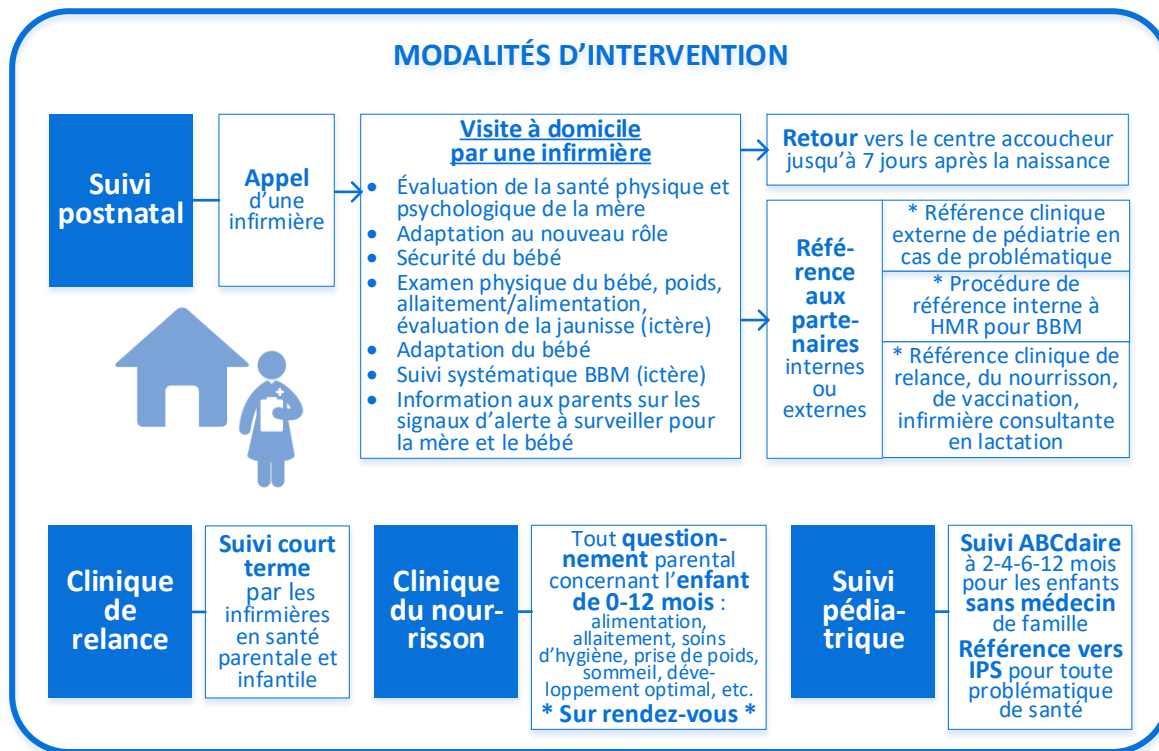 MODALITÉS D’INTERVENTION
Suivi
postnatal
Appel
d’une
infirmière
Visite à domicile
par une infirmière
• Évaluation de la santé physique et
psychologique de la mère
• Adaptation au nouveau rôle
• Sécurité du bébé
• Examen physique du bébé, poids,
allaitement/alimentation,
évaluation de la jaunisse (ictère)
• Adaptation du bébé
• Suivi systématique BBM (ictère)
• Information aux parents sur les
signaux d’alerte à surveiller pour
la mère et le bébé
Retour vers le centre accoucheur
jusqu’à 7 jours après la naissance
Réfé-
rence
aux
parte-
naires
internes
ou
externes
* Référence clinique
externe de pédiatrie en
cas de problématique
* Procédure de
référence interne à
HMR pour BBM
* Référence clinique de
relance, du nourrisson,
de vaccination,
infirmière consultante
en lactation
Clinique
de
relance
Suivi court
terme
par les
infirmières
en santé
parentale et
infantile
Clinique
du nour-
risson
Tout question-
nement parental
concernant l’enfant
de 0-12 mois :
alimentation,
allaitement, soins
d’hygiène, prise de poids,
sommeil, déve-
loppement optimal, etc.
* Sur rendez-vous *
Suivi
pédia-
trique
Suivi ABCdaire
à 2-4-6-12 mois
pour les enfants
sans médecin
de famille
Référence vers
IPS pour toute
problématique
de santé